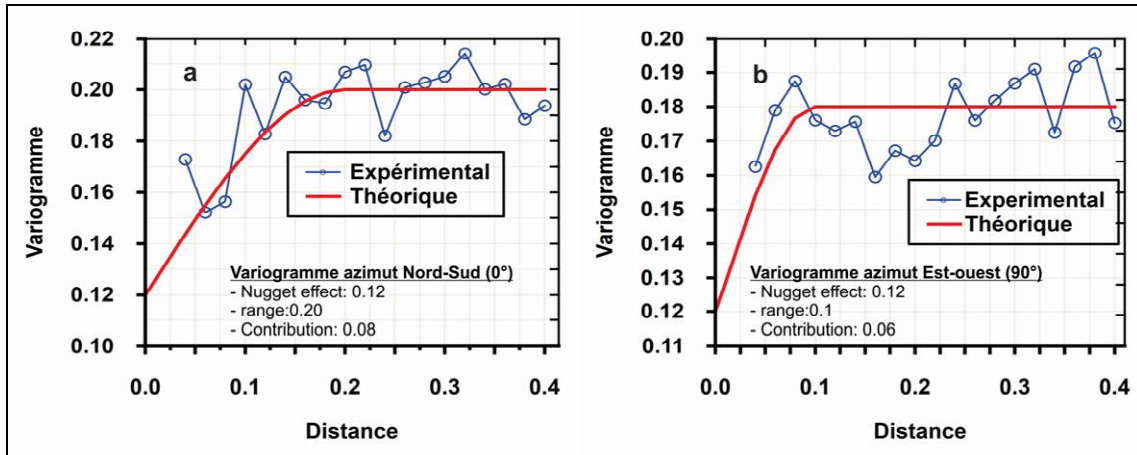 a
Variogramme
0.22
0.20
0.18
0.16
0.14
0.12
0.10
Expérimental
Théorique
Variogramme azimut Nord-Sud (0°)
- Nugget effect: 0.12
- range:0.20
- Contribution: 0.08
0.0 0.1 0.2 0.3 0.4
Distance
b
Variogramme
0.20
0.19
0.18
0.17
0.16
0.15
0.14
0.13
0.12
0.11
Experimental
Théorique
Variogramme azimut Est-ouest (90°)
- Nugget effect: 0.12
- range:0.1
- Contribution: 0.06
0.0 0.1 0.2 0.3 0.4
Distance